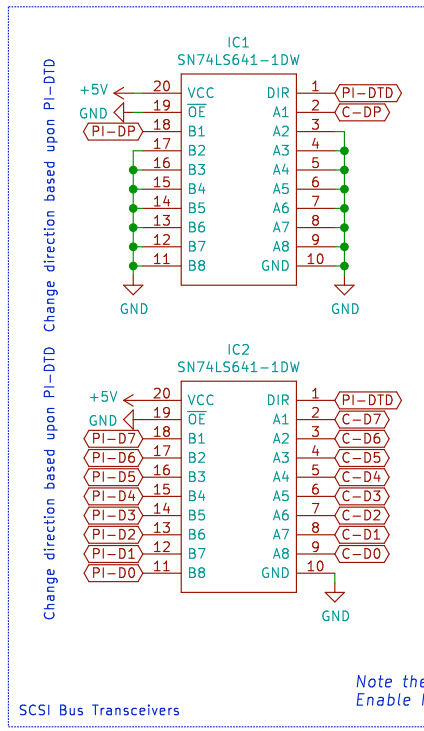 Change direction based upon PI-DTD
IC1
SN74LS641-1DW
+5V 20 VCC DIR 1 PI-DTD
GND 19 OE A1 2 C-DP
PI-DP 18 B1 A2 3
17 B2 A3 4
16 B3 A4 5
15 B4 A5 6
14 B5 A6 7
13 B6 A7 8
12 B7 A8 9
11 B8 GND 10
GND GND
Change direction based upon PI-DTD
IC2
SN74LS641-1DW
+5V 20 VCC DIR 1 PI-DTD
GND 19 OE A1 2 C-D7
PI-D7 18 B1 A2 3 C-D6
PI-D6 17 B2 A3 4 C-D5
PI-D5 16 B3 A4 5 C-D4
PI-D4 15 B4 A5 6 C-D3
PI-D3 14 B5 A6 7 C-D2
PI-D2 13 B6 A7 8 C-D1
PI-D1 12 B7 A8 9 C-D0
PI-D0 11 B8 GND 10
GND
Note the
Enable
SCSI Bus Transceivers